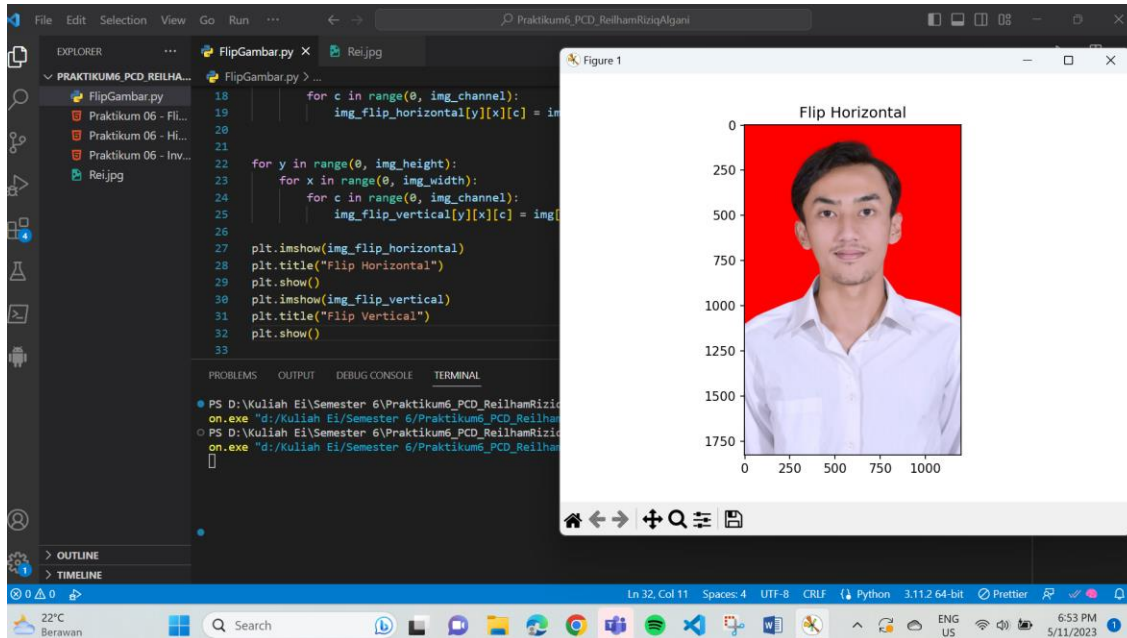 File Edit Selection View Go Run ··· Praktikum6_PCD_ReilhamRiziqAlgani
EXPLORER ···
PRAKTIKUM6_PCD_REILHA...
FlipGambar.py
Praktikum 06 - Fli...
Praktikum 06 - Hi...
Praktikum 06 - Inv...
Rei.jpg
OUTLINE
TIMELINE
FlipGambar.py × Rei.jpg
FlipGambar.py > ...
18 for c in range(0, img_channel):
19 img_flip_horizontal[y][x][c] = im
20
21
22 for y in range(0, img_height):
23 for x in range(0, img_width):
24 for c in range(0, img_channel):
25 img_flip_vertical[y][x][c] = img[
26
27 plt.imshow(img_flip_horizontal)
28 plt.title("Flip Horizontal")
29 plt.show()
30 plt.imshow(img_flip_vertical)
31 plt.title("Flip Vertical")
32 plt.show()
33
PROBLEMS OUTPUT DEBUG CONSOLE TERMINAL
PS D:\Kuliah Ei\Semester 6\Praktikum6_PCD_ReilhamRizic
on.exe "d:/Kuliah Ei/Semester 6/Praktikum6_PCD_Reilham
PS D:\Kuliah Ei\Semester 6\Praktikum6_PCD_ReilhamRizic
on.exe "d:/Kuliah Ei/Semester 6/Praktikum6_PCD_Reilham
Figure 1
Flip Horizontal
0
250
500
750
1000
1250
1500
1750
0 250 500 750 1000
4
1
0 0 Ln 32, Col 11 Spaces: 4 UTF-8 CRLF Python 3.11.2 64-bit Prettier
22°C
Berawan
Search
ENG
US
6:53 PM
5/11/2023
1